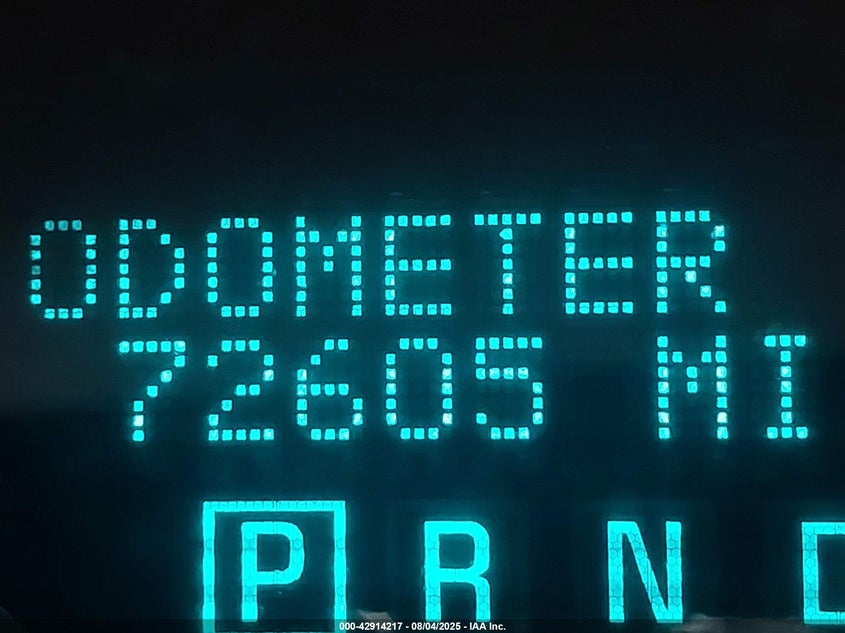 ODOMETER
72605 MI
P R N D
000-42914217 - 08/04/2025 - IAA Inc.